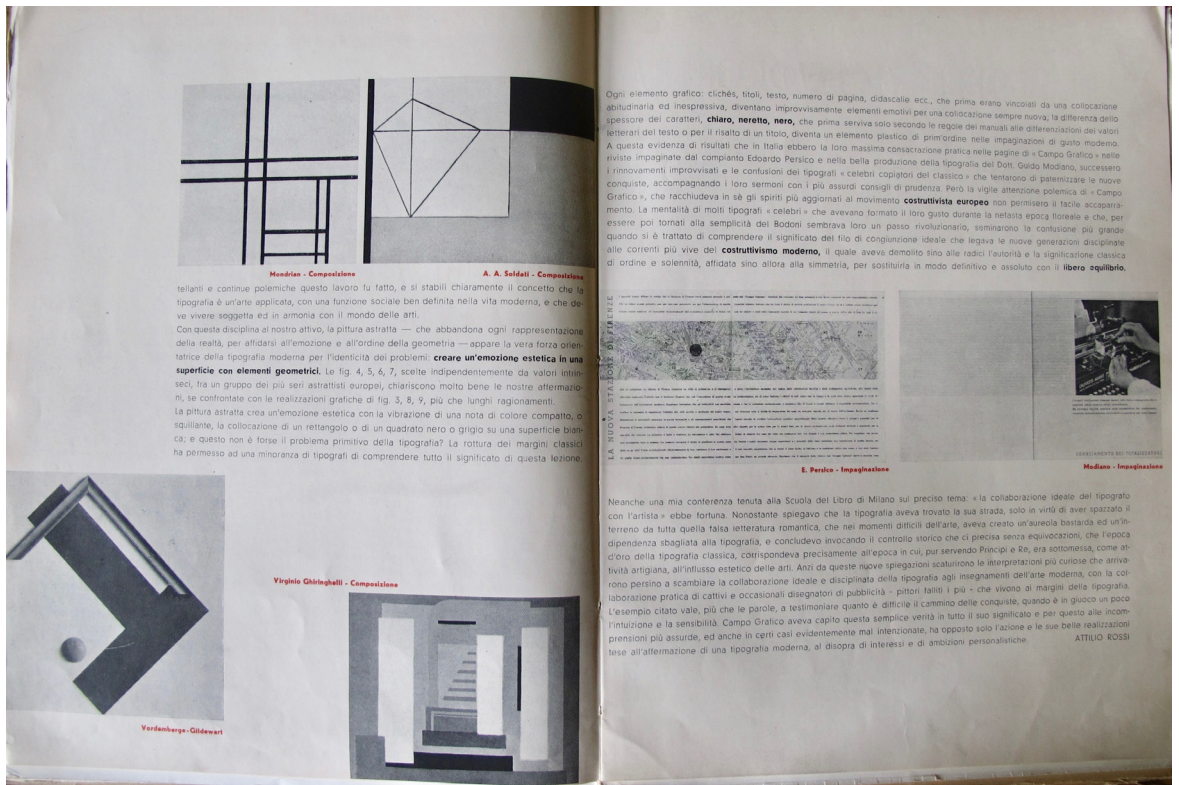 Mondrian - Composizione
A. A. Soldati - Composizione
tellanti e continue polemiche questo lavoro fu fatto, e si stabilì chiaramente il concetto che la
tipografia è un'arte applicata, con una funzione sociale ben definita nella vita moderna, e che de-
ve vivere soggetta ed in armonia con il mondo delle arti.
Con questa disciplina al nostro attivo, la pittura astratta — che abbandona ogni rappresentazione
della realtà, per affidarsi all'emozione e all'ordine della geometria — appare la vera forza orien-
tatrice della tipografia moderna per l'identicità dei problemi: creare un'emozione estetica in una
superficie con elementi geometrici. Le fig. 4, 5, 6, 7, scelte indipendentemente da valori intrin-
seci, fra un gruppo dei più seri astrattisti europei, chiariscono molto bene le nostre affermazio-
ni, se confrontate con le realizzazioni grafiche di fig. 3, 8, 9, più che lunghi ragionamenti.
La pittura astratta crea un'emozione estetica con la vibrazione di una nota di colore compatto, o
squillante, la collocazione di un rettangolo o di un quadrato nero o grigio su una superficie bian-
ca; e questo non è forse il problema primitivo della tipografia? La rottura dei margini classici
ha permesso ad una minoranza di tipografi di comprendere tutto il significato di questa lezione.
Virginio Ghiringhelli - Composizione
Vordemberge-Gildewart
Ogni elemento grafico: clichés, titoli, testo, numero di pagina, didascalie ecc., che prima erano vincolati da una collocazione
abitudinaria ed inespressiva, diventano improvvisamente elementi emotivi per una collocazione sempre nuova; la differenza dello
spessore dei caratteri, chiaro, neretto, nero, che prima serviva solo secondo le regole dei manuali alle differenziazioni dei valori
letterari del testo o per il risalto di un titolo, diventa un elemento plastico di prim'ordine nelle impaginazioni di gusto moderno.
A questa evidenza di risultati che in Italia ebbero la loro massima consacrazione pratica nelle pagine di « Campo Grafico » nelle
riviste impaginate dal compianto Edoardo Persico e nella bella produzione della tipografia del Dott. Guido Modiano, successero
i rinnovamenti improvvisati e le confusioni dei tipografi « celebri copiatori del classico » che tentarono di paternizzare le nuove
conquiste, accompagnando i loro sermoni con i più assurdi consigli di prudenza. Però la vigile attenzione polemica di « Campo
Grafico », che racchiudeva in sè gli spiriti più aggiornati al movimento costruttivista europeo non permisero il facile accaparra-
mento. La mentalità di molti tipografi « celebri » che avevano formato il loro gusto durante la nefasta epoca floreale e che, per
essere poi tornati alla semplicità del Bodoni sembrava loro un passo rivoluzionario, seminarono la confusione più grande
quando si è trattato di comprendere il significato del filo di congiunzione ideale che legava le nuove generazioni disciplinate
alle correnti più vive del costruttivismo moderno, il quale aveva demolito sino alle radici l'autorità e la significazione classica
di ordine e solennità, affidata sino allora alla simmetria, per sostituirla in modo definitivo e assoluto con il libero equilibrio.
LA NUOVA STAZIONE DI FIRENZE
E. Persico - Impaginazione
Modiano - Impaginazione
Neanche una mia conferenza tenuta alla Scuola del Libro di Milano sul preciso tema: « la collaborazione ideale del tipografo
con l'artista » ebbe fortuna. Nonostante spiegavo che la tipografia aveva trovato la sua strada, solo in virtù di aver sparzato il
terreno da tutta quella falsa letteratura romantica, che nei momenti difficili dell'arte, aveva creato un'aureola bastarda ed un'in-
dipendenza sbagliata alla tipografia, e concludevo invocando il controllo storico che ci precisa senza equivocazioni, che l'epoca
d'oro della tipografia classica, corrispondeva precisamente all'epoca in cui, pur servendo Principi e Re, era sottomessa, come at-
tività artigiana, all'influsso estetico delle arti. Anzi da queste nuove spiegazioni scaturirono le interpretazioni più curiose che arriva-
rono persino a scambiare la collaborazione ideale e disciplinata della tipografia agli insegnamenti dell'arte moderna, con la col-
laborazione pratica di cattivi e occasionali disegnatori di pubblicità - pittori falliti i più - che vivono ai margini della tipografia.
L'esempio citato vale, più che le parole, a testimoniare quanto è difficile il cammino delle conquiste, quando è in giuoco un poco
l'intuizione e la sensibilità. Campo Grafico aveva capito questa semplice verità in tutto il suo significato e per questo alle incom-
prensioni più assurde, ed anche in certi casi evidentemente mal intenzionate, ha opposto solo l'azione e le sue belle realizzazioni
tese all'affermazione di una tipografia moderna, al disopra di interessi e di ambizioni personalistiche.
ATTILIO ROSSI